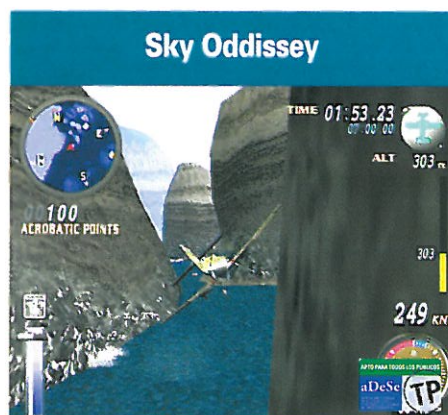 Sky Oddissey
TIME 01:53.23
07:00.00
ALT 303 ft
N
E
S
100
ACROBATIC POINTS
303
249 KN
APTO PARA TODOS LOS PUBLICOS
aDeSe
TP